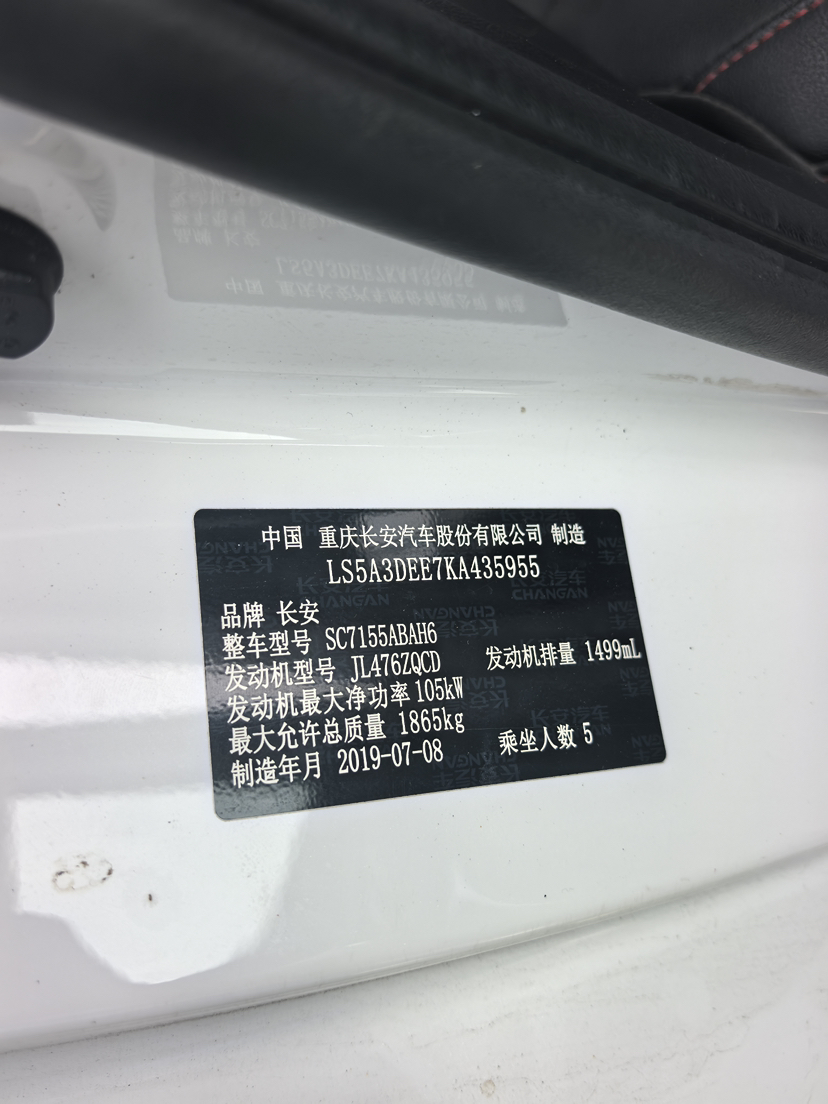 中国 重庆长安汽车股份有限公司 制造
LS5A3DEE7KA435955
品牌 长安
整车型号 SC7155ABAH6
发动机型号 JL476ZQCD 发动机排量 1499mL
发动机最大净功率 105kW
最大允许总质量 1865kg
制造年月 2019-07-08 乘坐人数 5